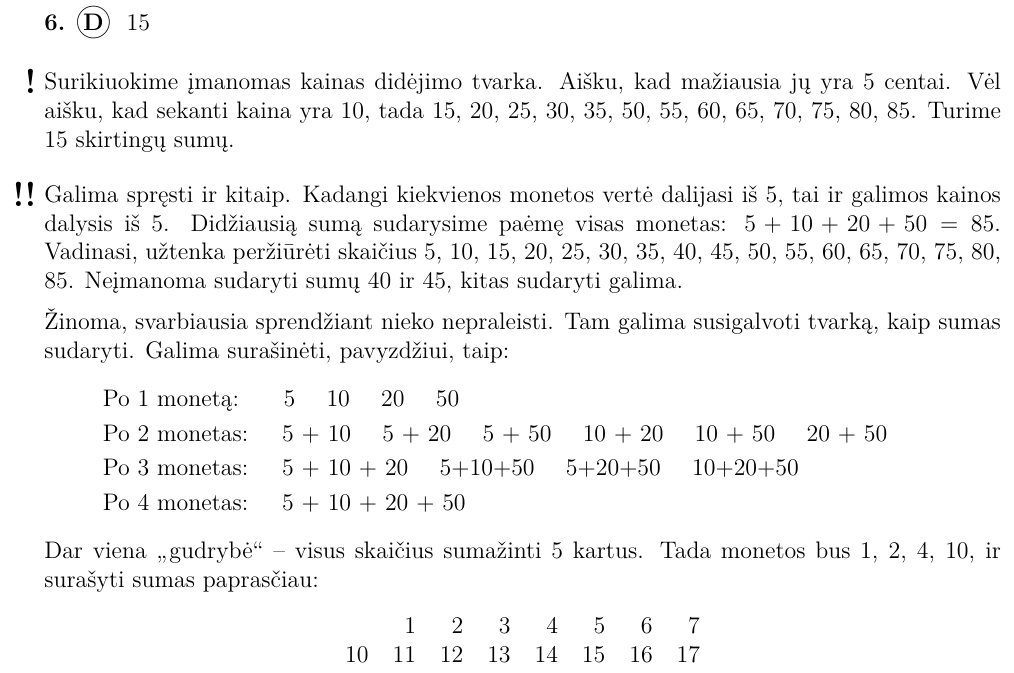 6. D 15
! Surikiuokime įmanomas kainas didėjimo tvarka. Aišku, kad mažiausia jų yra 5 centai. Vėl
aišku, kad sekanti kaina yra 10, tada 15, 20, 25, 30, 35, 50, 55, 60, 65, 70, 75, 80, 85. Turime
15 skirtingų sumų.
!! Galima spręsti ir kitaip. Kadangi kiekvienos monetos vertė dalijasi iš 5, tai ir galimos kainos
dalysis iš 5. Didžiausią sumą sudarysime paėmę visas monetas: 5 + 10 + 20 + 50 = 85.
Vadinasi, užtenka peržiūrėti skaičius 5, 10, 15, 20, 25, 30, 35, 40, 45, 50, 55, 60, 65, 70, 75, 80,
85. Neįmanoma sudaryti sumų 40 ir 45, kitas sudaryti galima.
Žinoma, svarbiausia sprendžiant nieko nepraleisti. Tam galima susigalvoti tvarką, kaip sumas
sudaryti. Galima surašinėti, pavyzdžiui, taip:
Po 1 monetą: 5 10 20 50
Po 2 monetas: 5 + 10 5 + 20 5 + 50 10 + 20 10 + 50 20 + 50
Po 3 monetas: 5 + 10 + 20 5+10+50 5+20+50 10+20+50
Po 4 monetas: 5 + 10 + 20 + 50
Dar viena „gudrybė“ – visus skaičius sumažinti 5 kartus. Tada monetos bus 1, 2, 4, 10, ir
surašyti sumas paprasčiau:
1 2 3 4 5 6 7
10 11 12 13 14 15 16 17